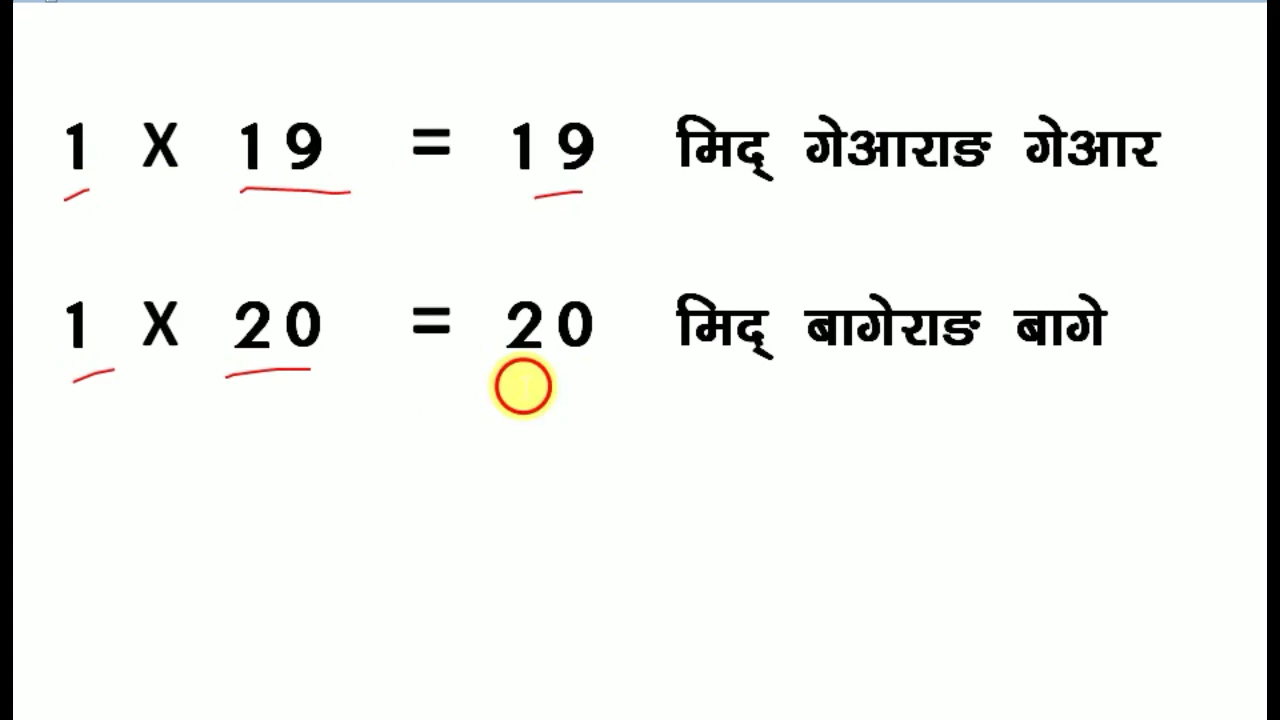 1 X 19 = 19 मिद् गेआराङ गेआर
1 X 20 = 20 मिद् बागेराङ बागे